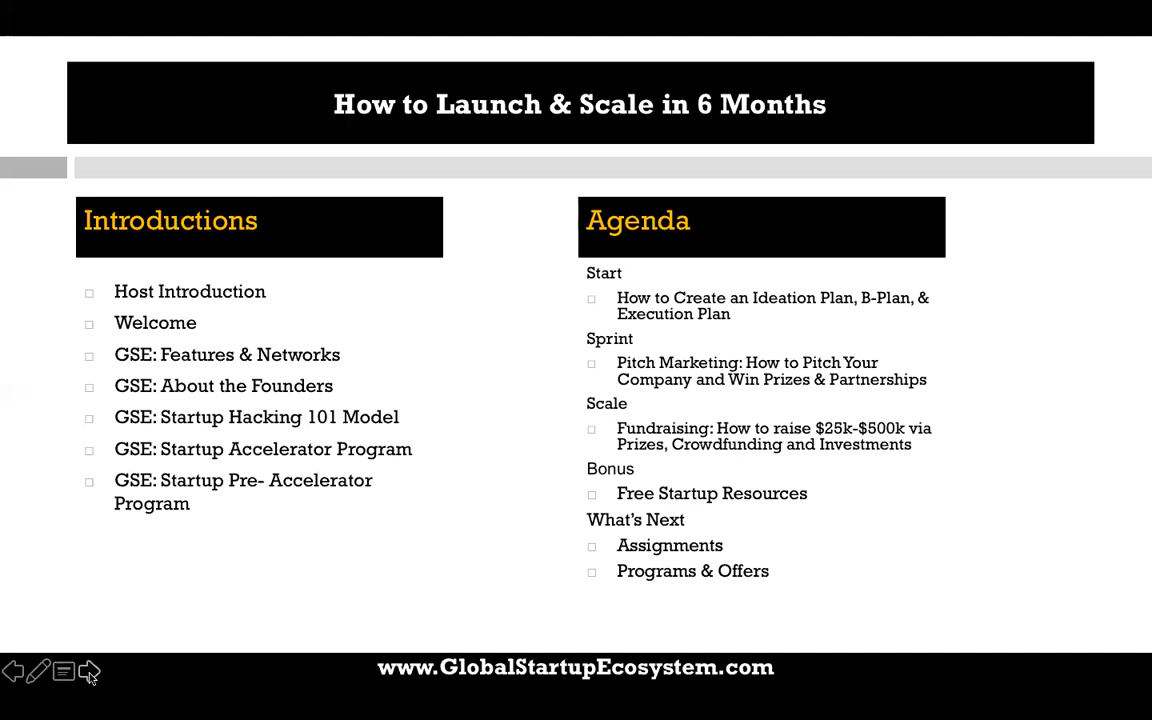 How to Launch & Scale in 6 Months
Introductions
Host Introduction
Welcome
GSE: Features & Networks
GSE: About the Founders
GSE: Startup Hacking 101 Model
GSE: Startup Accelerator Program
GSE: Startup Pre- Accelerator
Program
Agenda
Start
How to Create an Ideation Plan, B-Plan, &
Execution Plan
Sprint
Pitch Marketing: How to Pitch Your
Company and Win Prizes & Partnerships
Scale
Fundraising: How to raise $25k-$500k via
Prizes, Crowdfunding and Investments
Bonus
Free Startup Resources
What's Next
Assignments
Programs & Offers
www.GlobalStartupEcosystem.com